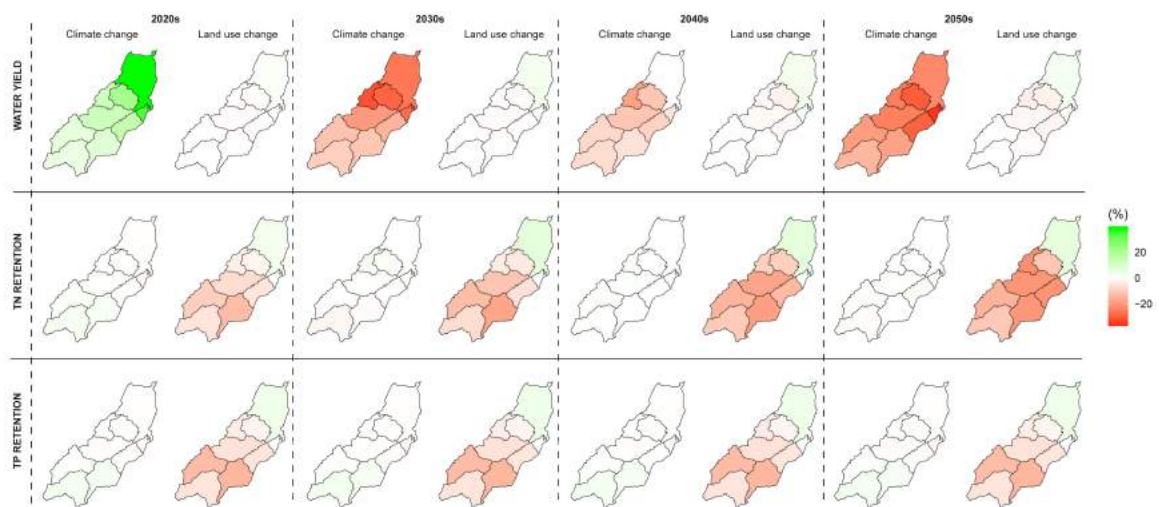 2020s
2030s
2040s
2050s
Climate change
Land use change
Climate change
Land use change
Climate change
Land use change
Climate change
Land use change
WATER YIELD
TN RETENTION
TP RETENTION
(%)
20
0
−20